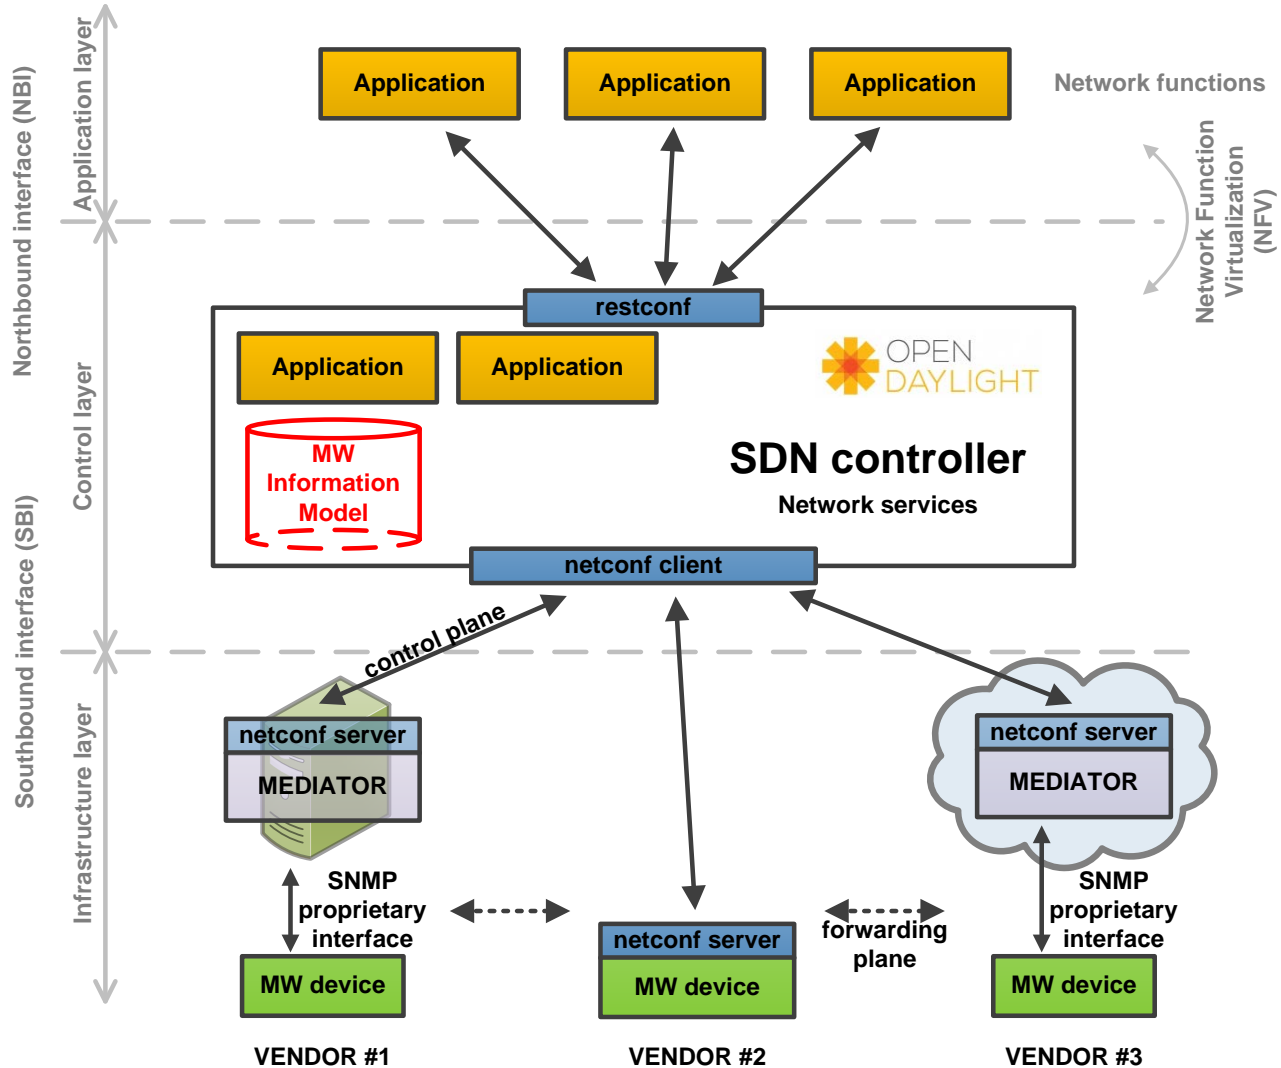 Application layer
Northbound interface (NBI)
Application
Application
Application
Network functions
Network Function
Virtualization
(NFV)
restconf
Control layer
Application
Application
OPEN
DAYLIGHT
MW
Information
Model
SDN controller
Network services
netconf client
Southbound interface (SBI)
control plane
Infrastructure layer
netconf server
MEDIATOR
netconf server
MEDIATOR
SNMP
proprietary
interface
SNMP
proprietary
interface
forwarding
plane
netconf server
MW device
MW device
MW device
VENDOR #1
VENDOR #2
VENDOR #3